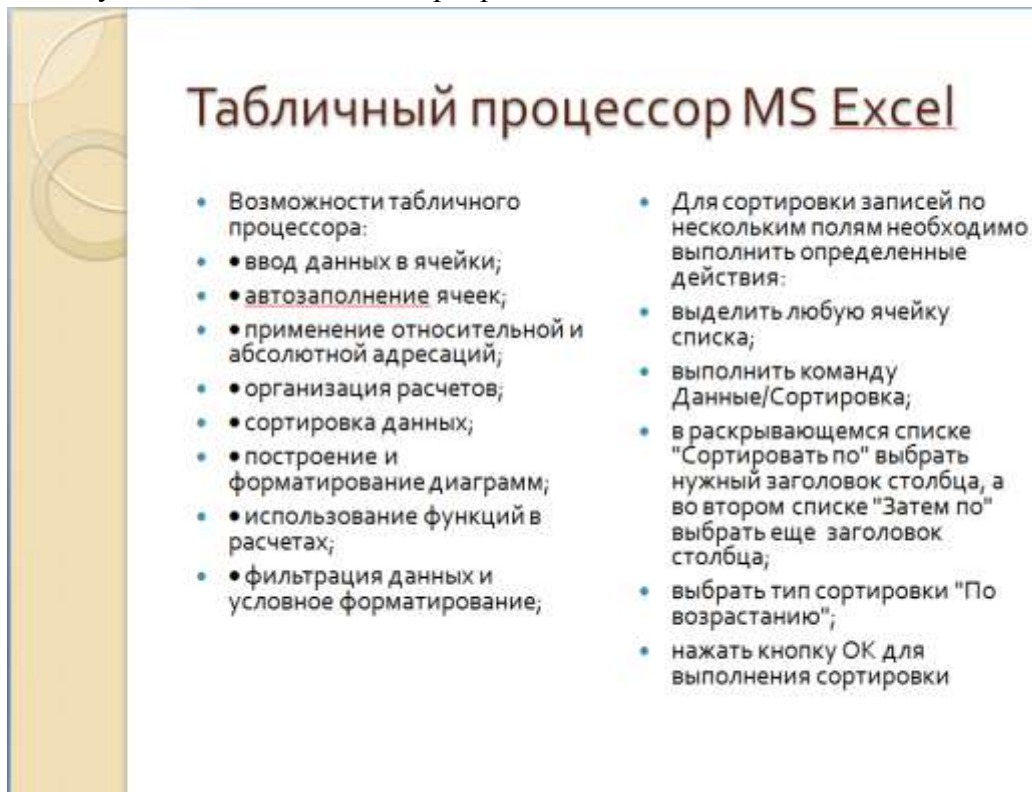 Табличный процессор MS Excel
• Возможности табличного
процессора:
• •ввод данных в ячейки;
• •автозаполнение ячеек;
• •применение относительной и
абсолютной адресаций;
• •организация расчетов;
• •сортировка данных;
• •построение и
форматирование диаграмм;
• •использование функций в
расчетах;
• •фильтрация данных и
условное форматирование;
• Для сортировки записей по
нескольким полям необходимо
выполнить определенные
действия:
• выделить любую ячейку
списка;
• выполнить команду
Данные/Сортировка;
• в раскрывающемся списке
"Сортировать по" выбрать
нужный заголовок столбца, а
во втором списке "Затем по"
выбрать еще заголовок
столбца;
• выбрать тип сортировки "По
возрастанию";
• нажать кнопку ОК для
выполнения сортировки